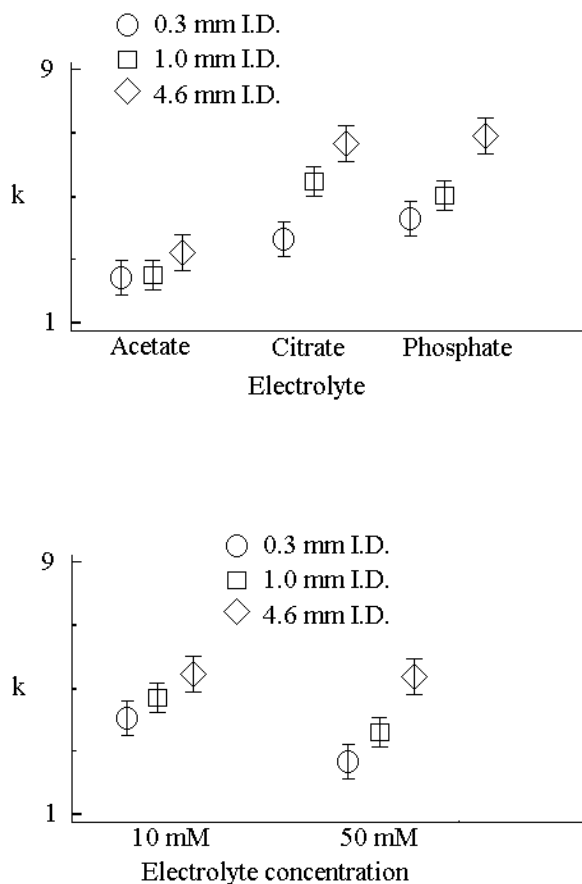 0.3 mm I.D.
1.0 mm I.D.
4.6 mm I.D.
9
k
1
Acetate Citrate Phosphate
Electrolyte
0.3 mm I.D.
9
1.0 mm I.D.
4.6 mm I.D.
k
1
10 mM 50 mM
Electrolyte concentration